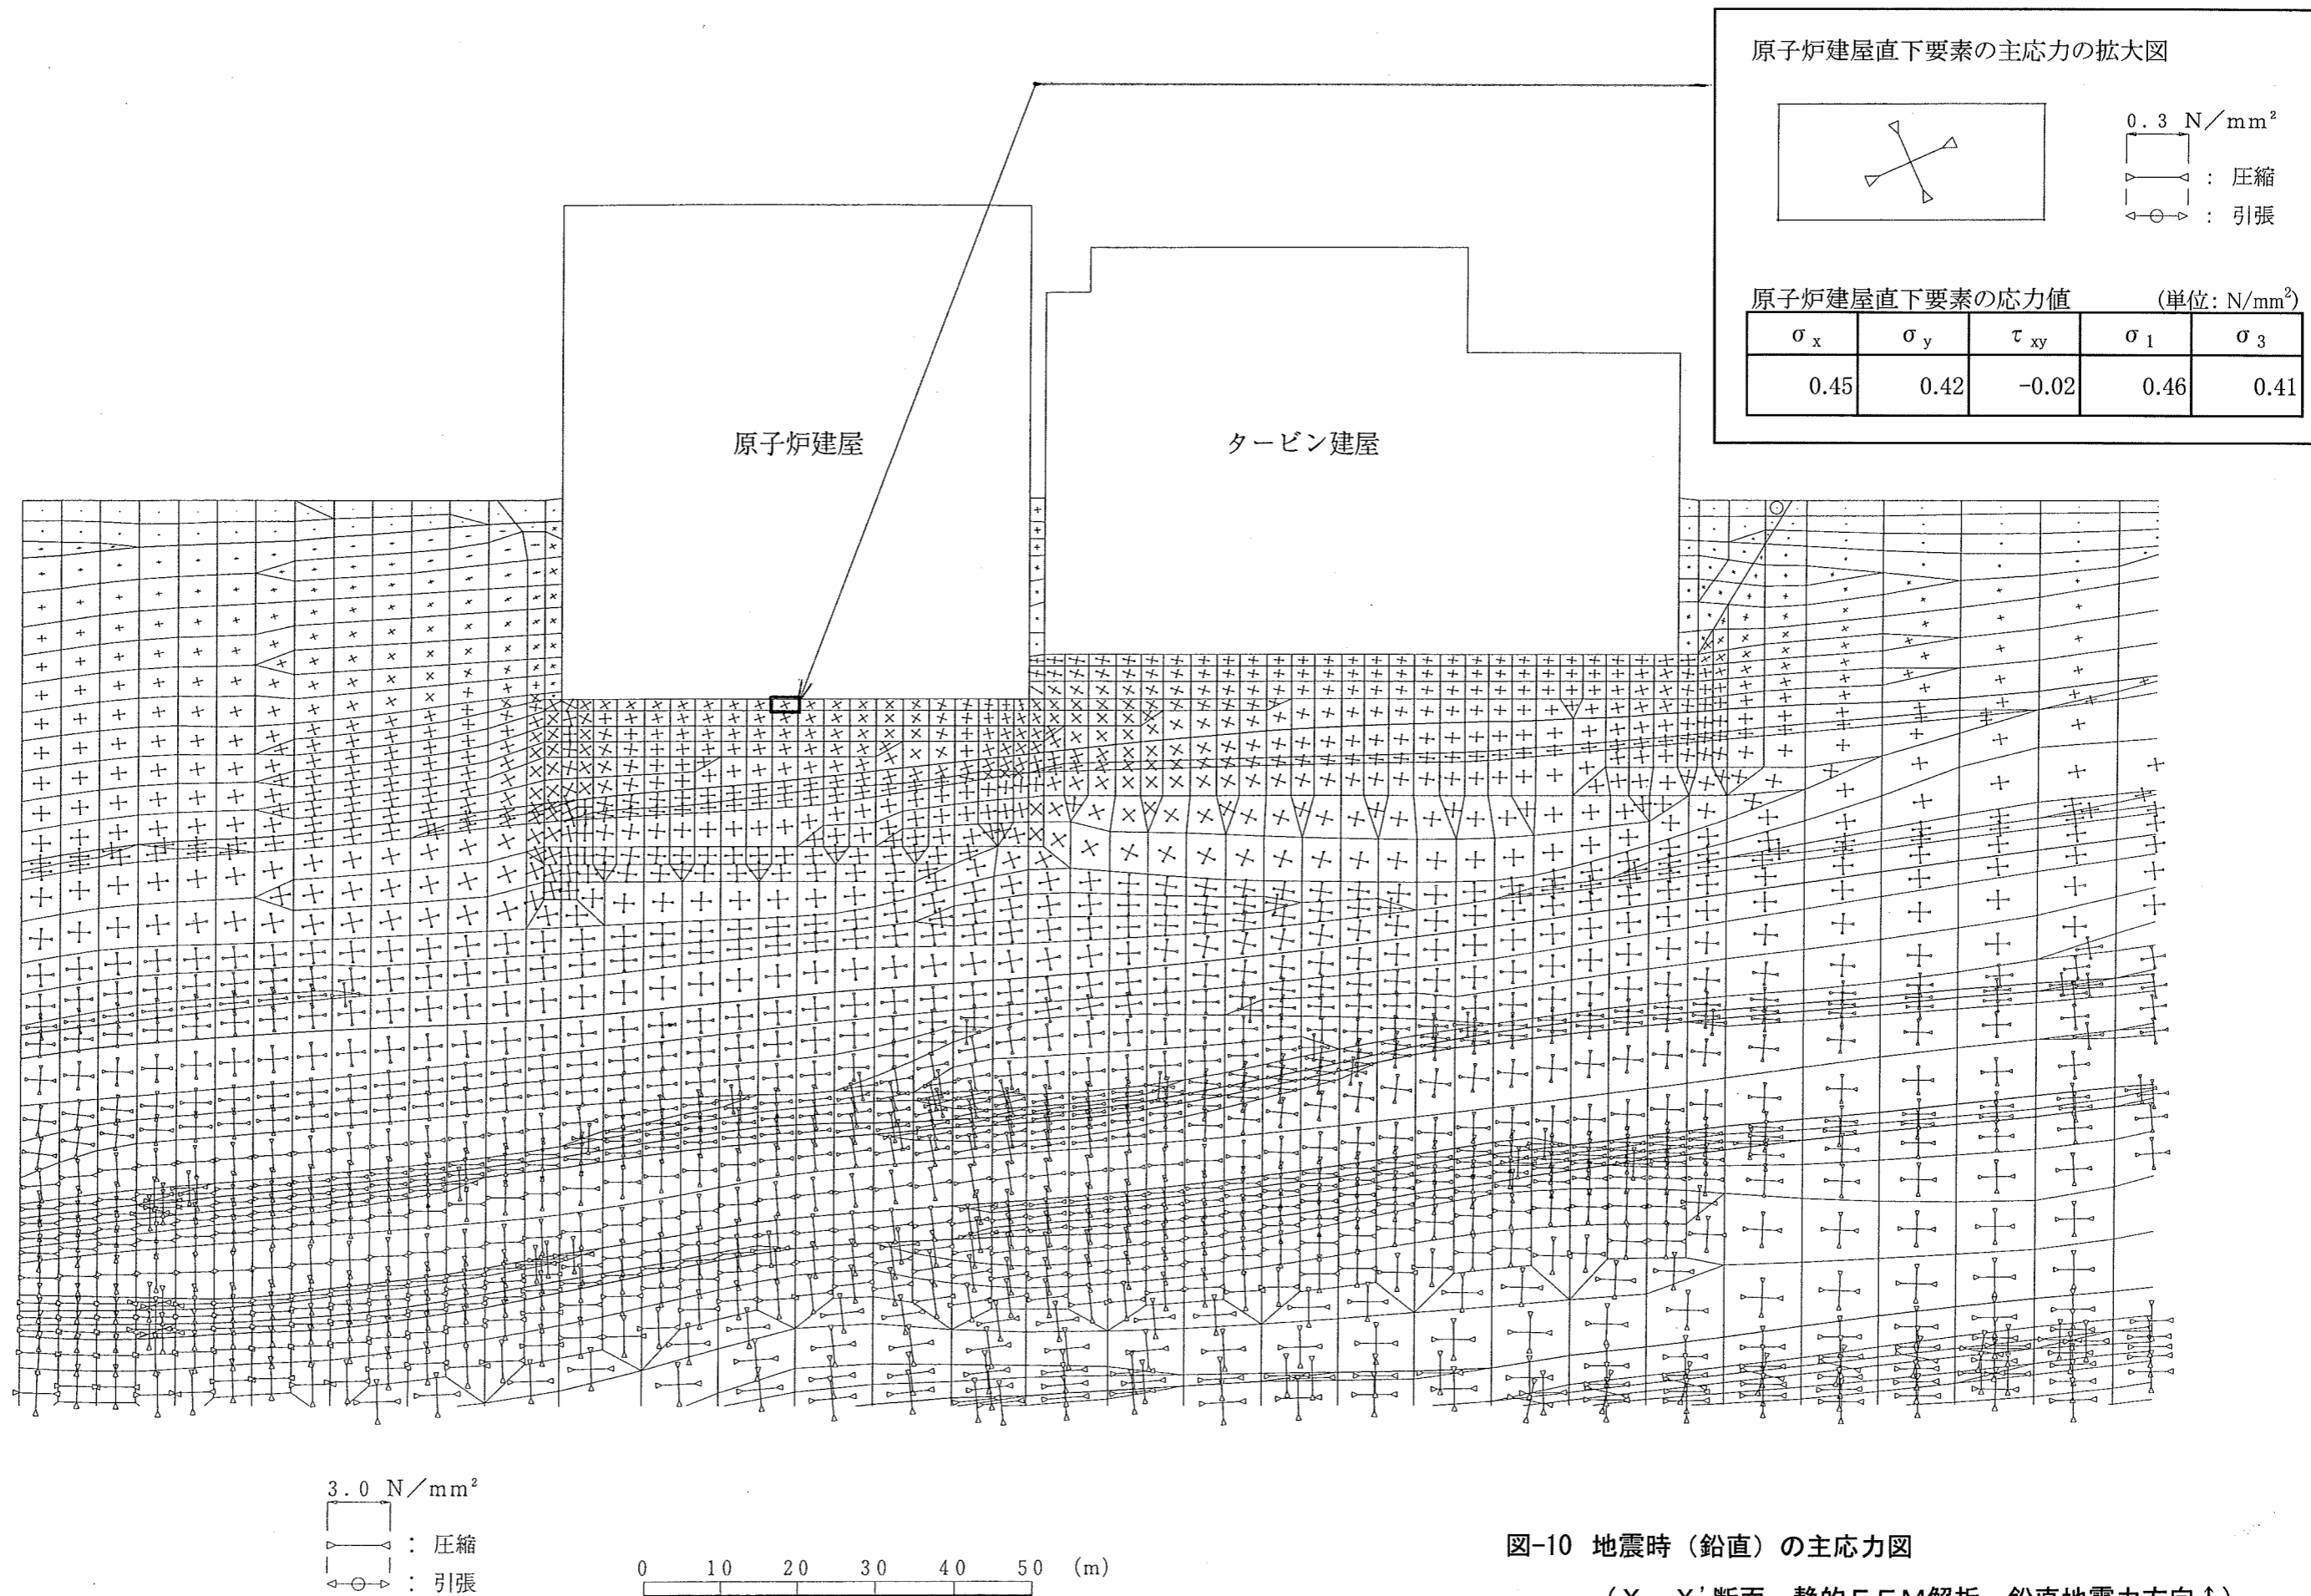 原子炉建屋直下要素の主応力の拡大図
0.3 N/mm²
: 圧縮
: 引張
原子炉建屋直下要素の応力値 (単位: N/mm²)
σx σy τxy σ1 σ3
0.45 0.42 -0.02 0.46 0.41
原子炉建屋
タービン建屋
3.0 N/mm²
: 圧縮
: 引張
0 10 20 30 40 50 (m)
図-10 地震時(鉛直)の主応力図